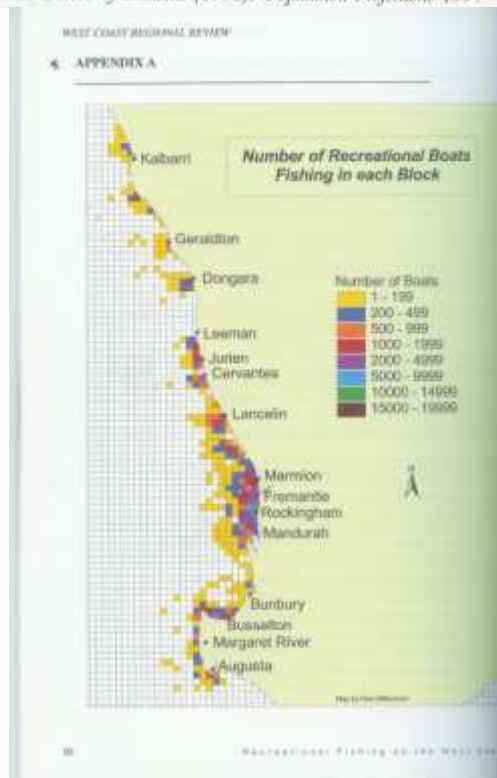 WEST COAST REGIONAL REVIEW
APPENDIX A
Number of Recreational Boats
Fishing in each Block
Kalbarri
Geraldton
Dongara
Leeman
Jurien
Cervantes
Lancelin
Marmion
Fremantle
Rockingham
Mandurah
Bunbury
Busselton
Margaret River
Augusta
Number of Boats
1 - 199
200 - 499
500 - 999
1000 - 1999
2000 - 4999
5000 - 9999
10000 - 14999
15000 - 19999
N
Map by
Recreational Fishing on the West